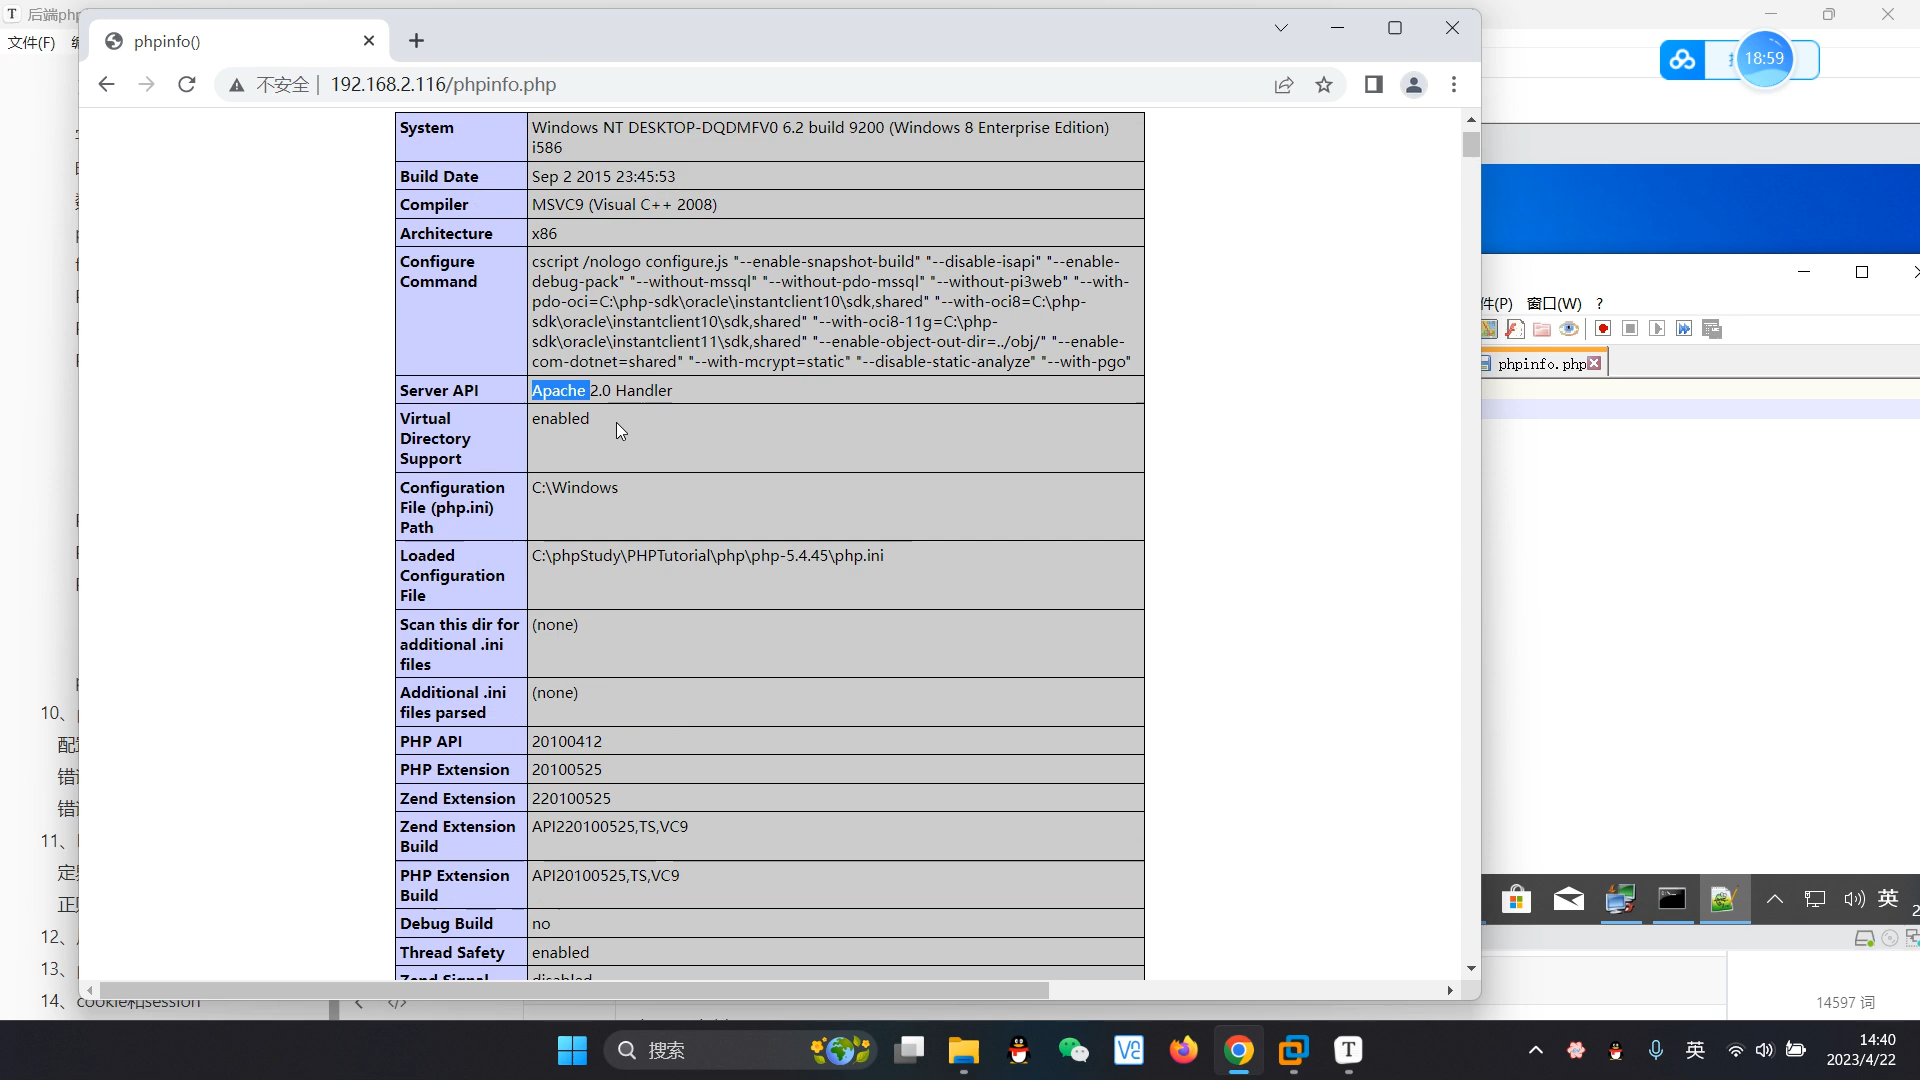 后端php
文件(F)
phpinfo()
18:59
不安全
192.168.2.116/phpinfo.php
System
Windows NT DESKTOP-DQDMFV0 6.2 build 9200 (Windows 8 Enterprise Edition)
i586
Build Date
Sep 2 2015 23:45:53
Compiler
MSVC9 (Visual C++ 2008)
Architecture
x86
Configure
Command
cscript /nologo configure.js "--enable-snapshot-build" "--disable-isapi" "--enable-
debug-pack" "--without-mssql" "--without-pdo-mssql" "--without-pi3web" "--with-
pdo-oci=C:\php-sdk\oracle\instantclient10\sdk,shared" "--with-oci8=C:\php-
sdk\oracle\instantclient10\sdk,shared" "--with-oci8-11g=C:\php-
sdk\oracle\instantclient11\sdk,shared" "--enable-object-out-dir=../obj/" "--enable-
com-dotnet=shared" "--with-mcrypt=static" "--disable-static-analyze" "--with-pgo"
Server API
Apache 2.0 Handler
Virtual
Directory
Support
enabled
Configuration
File (php.ini)
Path
C:\Windows
Loaded
Configuration
File
C:\phpStudy\PHPTutorial\php\php-5.4.45\php.ini
Scan this dir for
additional .ini
files
(none)
Additional .ini
files parsed
(none)
PHP API
20100412
PHP Extension
20100525
Zend Extension
220100525
Zend Extension
Build
API220100525,TS,VC9
PHP Extension
Build
API20100525,TS,VC9
Debug Build
no
Thread Safety
enabled
Zend Signal
disabled
件(P) 窗口(W) ?
phpinfo.php
英
10、
配
错
错
11、
定
正
12、
13、
14、cookie和session
14597 词
搜索
英
14:40
2023/4/22